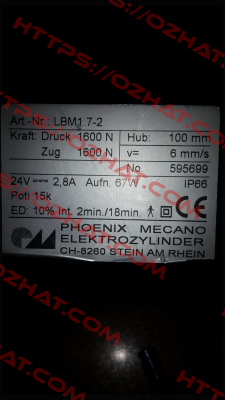 HTTPS://OZHAT.COM
Art.-Nr.: LBM1.7-2
Kraft: Druck 1600 N Hub: 100 mm
Zug 1600 N v= 6 mm/s
No. 595699
24V 2,8A Aufn. 67W IP66
Poti 15k
ED: 10% Int. 2min./18min. CE
PHOENIX MECANO
ELEKTROZYLINDER
CH-8260 STEIN AM RHEIN
HTTPS://OZHAT.COM